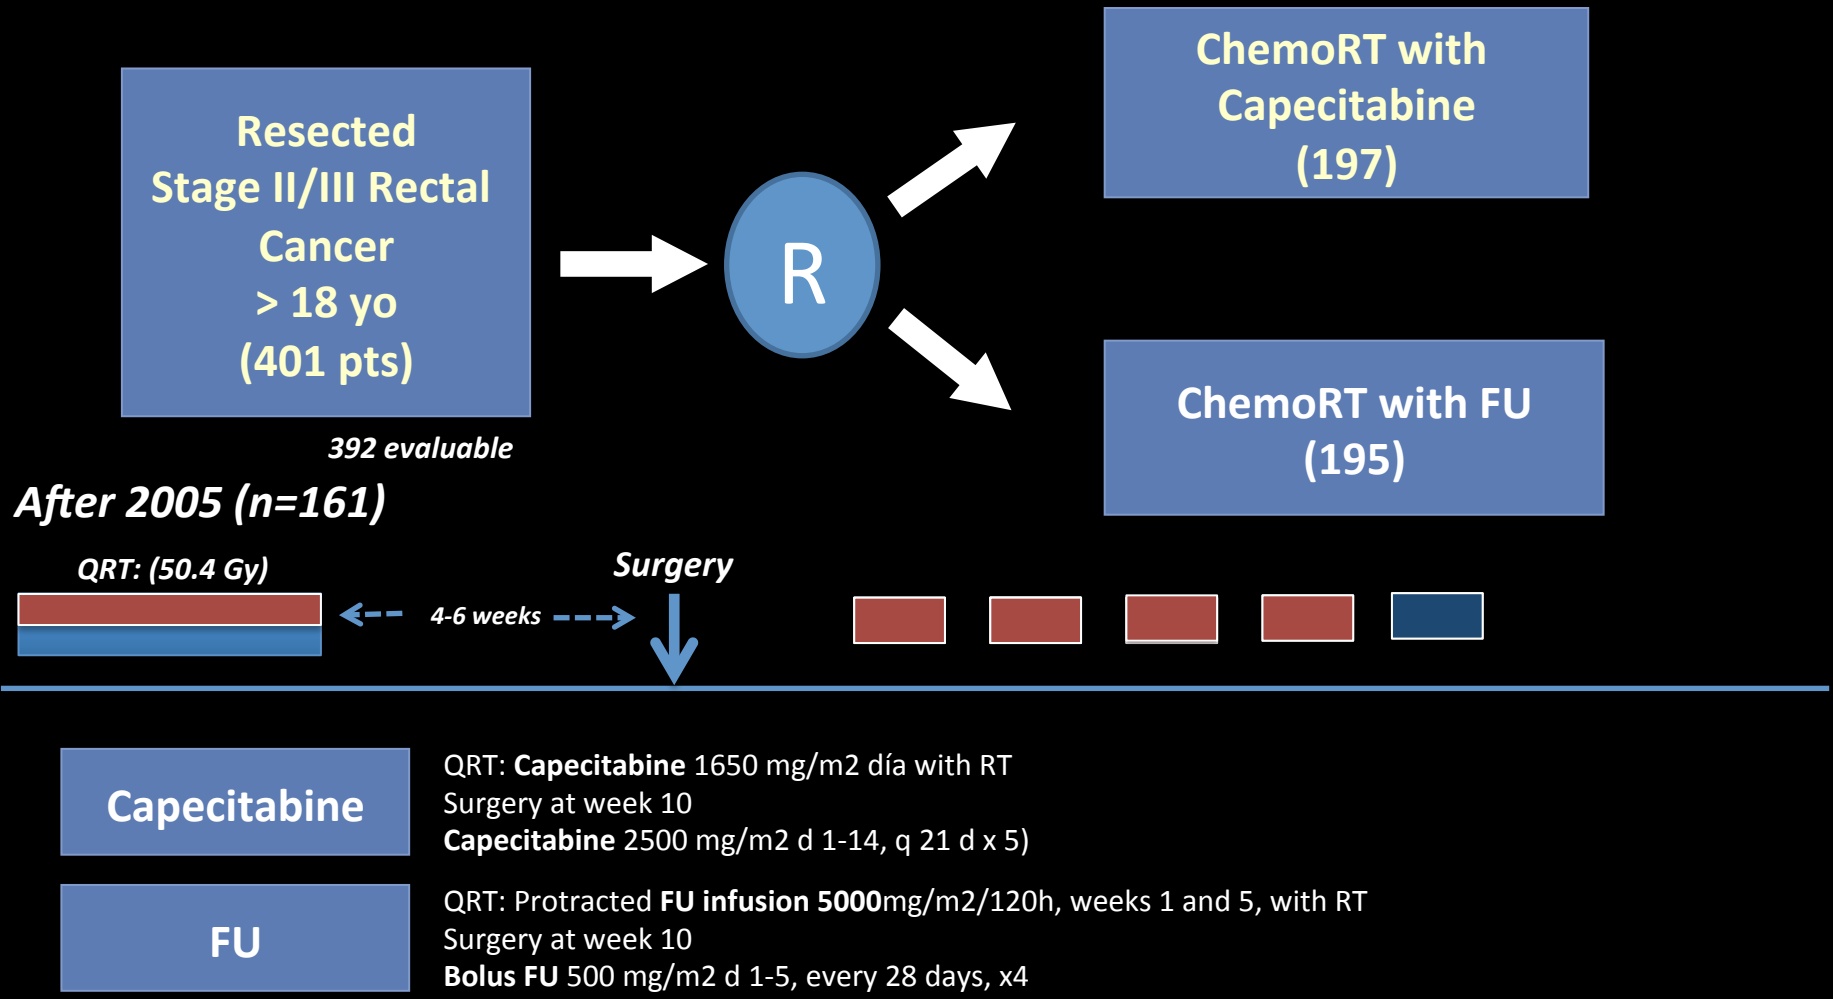 Resected
Stage II/III Rectal
Cancer
> 18 yo
(401 pts)
392 evaluable
R
ChemoRT with
Capecitabine
(197)
ChemoRT with FU
(195)
After 2005 (n=161)
QRT: (50.4 Gy)
4-6 weeks
Surgery
Capecitabine
QRT: Capecitabine 1650 mg/m2 día with RT
Surgery at week 10
Capecitabine 2500 mg/m2 d 1-14, q 21 d x 5)
FU
QRT: Protracted FU infusion 5000mg/m2/120h, weeks 1 and 5, with RT
Surgery at week 10
Bolus FU 500 mg/m2 d 1-5, every 28 days, x4